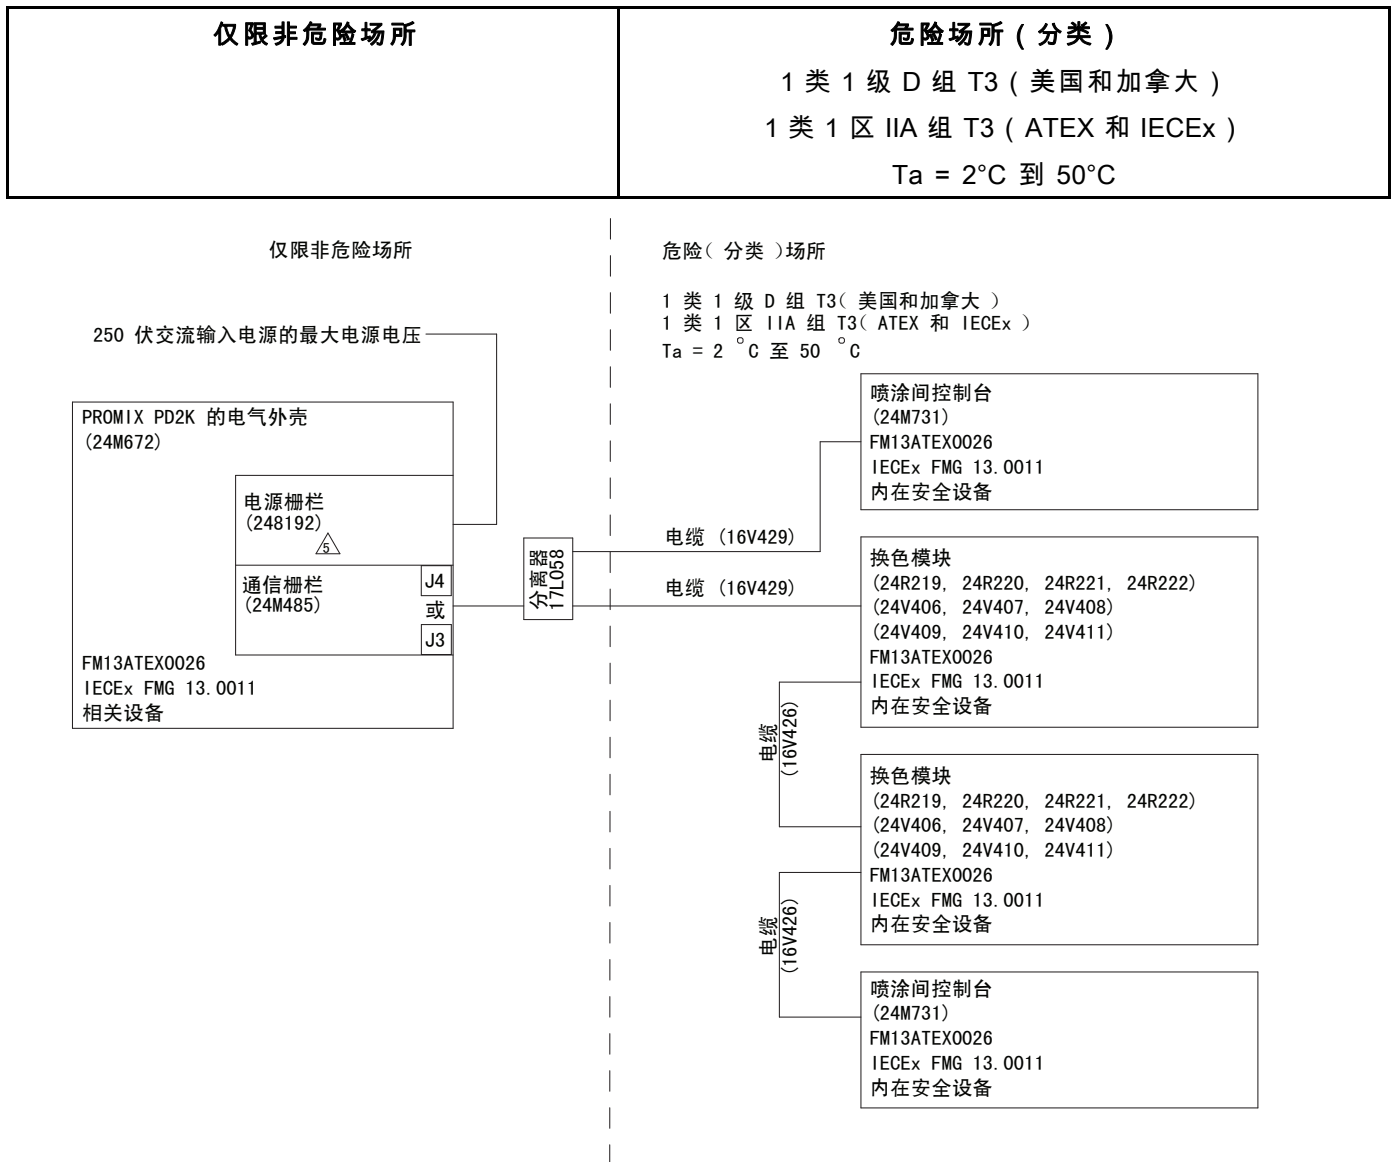 仅限非危险场所
危险场所（分类）
1 类 1 级 D 组 T3（美国和加拿大）
1 类 1 区 IIA 组 T3（ATEX 和 IECEx）
Ta = 2°C 到 50°C
仅限非危险场所
危险（分类）场所
1 类 1 级 D 组 T3（美国和加拿大）
1 类 1 区 IIA 组 T3（ATEX 和 IECEx）
Ta = 2 °C 至 50 °C
250 伏交流输入电源的最大电源电压
PROMIX PD2K 的电气外壳
(24M672)
电源栅栏
(248192)
5
通信栅栏
(24M485)
J4
或
J3
FM13ATEX0026
IECEx FMG 13.0011
相关设备
分离器
17L058
电缆 (16V429)
电缆 (16V429)
喷涂间控制台
(24M731)
FM13ATEX0026
IECEx FMG 13.0011
内在安全设备
换色模块
(24R219, 24R220, 24R221, 24R222)
(24V406, 24V407, 24V408)
(24V409, 24V410, 24V411)
FM13ATEX0026
IECEx FMG 13.0011
内在安全设备
电缆
(16V426)
换色模块
(24R219, 24R220, 24R221, 24R222)
(24V406, 24V407, 24V408)
(24V409, 24V410, 24V411)
FM13ATEX0026
IECEx FMG 13.0011
内在安全设备
电缆
(16V426)
喷涂间控制台
(24M731)
FM13ATEX0026
IECEx FMG 13.0011
内在安全设备